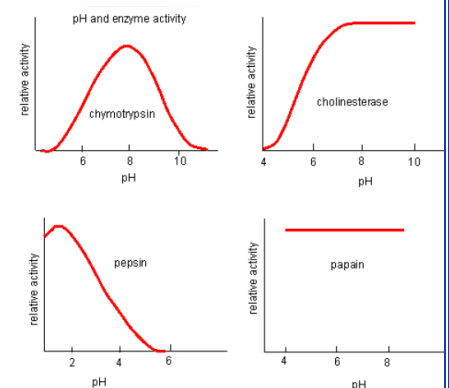 pH and enzyme activity
relative activity
chymotrypsin
6 8 10
pH
relative activity
cholinesterase
4 6 8 10
pH
relative activity
pepsin
2 4 6
pH
relative activity
papain
4 6 8
pH